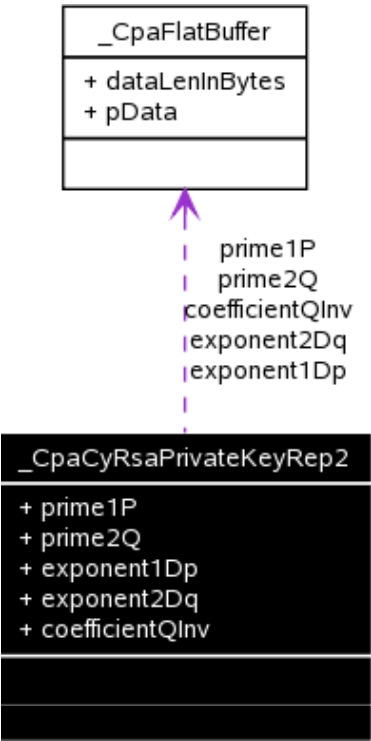 _CpaFlatBuffer
+ dataLenInBytes
+ pData
prime1P
prime2Q
coefficientQInv
exponent2Dq
exponent1Dp
_CpaCyRsaPrivateKeyRep2
+ prime1P
+ prime2Q
+ exponent1Dp
+ exponent2Dq
+ coefficientQInv